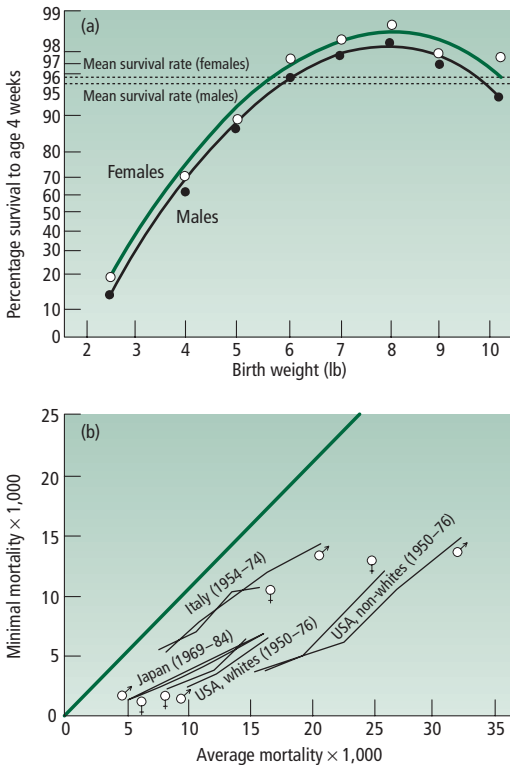 (a)
Percentage survival to age 4 weeks
99
98
97
96
95
90
80
70
60
50
40
30
20
10
0
Mean survival rate (females)
Mean survival rate (males)
Females
Males
2 3 4 5 6 7 8 9 10
Birth weight (lb)
(b)
Minimal mortality × 1,000
25
20
15
10
5
0
Italy (1954–74)
Japan (1969–84)
USA, whites (1950–76)
USA, non-whites (1950–76)
0 5 10 15 20 25 30 35
Average mortality × 1,000